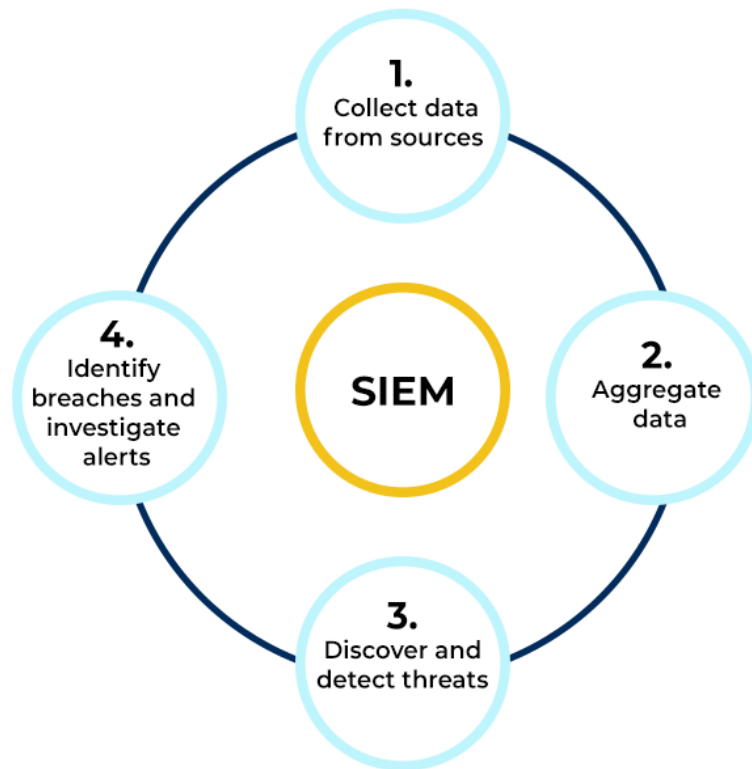 1.
Collect data
from sources
2.
Aggregate
data
3.
Discover and
detect threats
4.
Identify
breaches and
investigate
alerts
SIEM